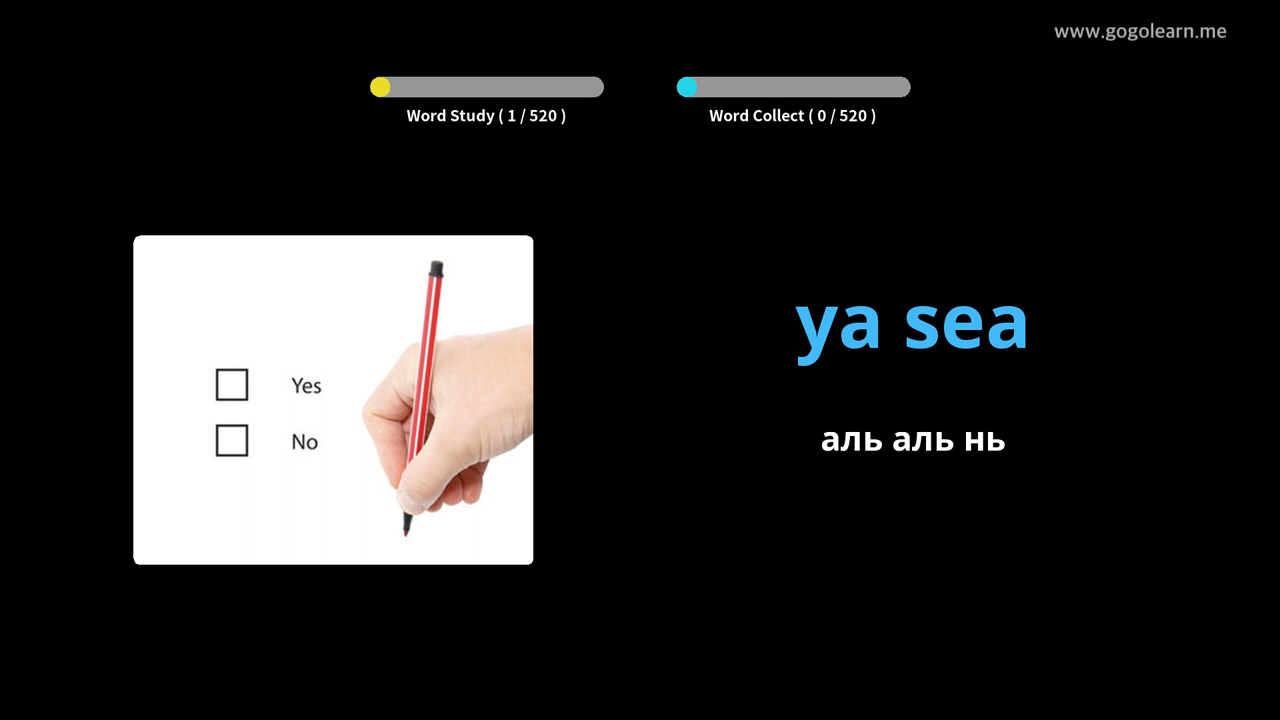 www.gogolearn.me
Word Study ( 1 / 520 )
Word Collect ( 0 / 520 )
Yes
No
ya sea
аль аль нь